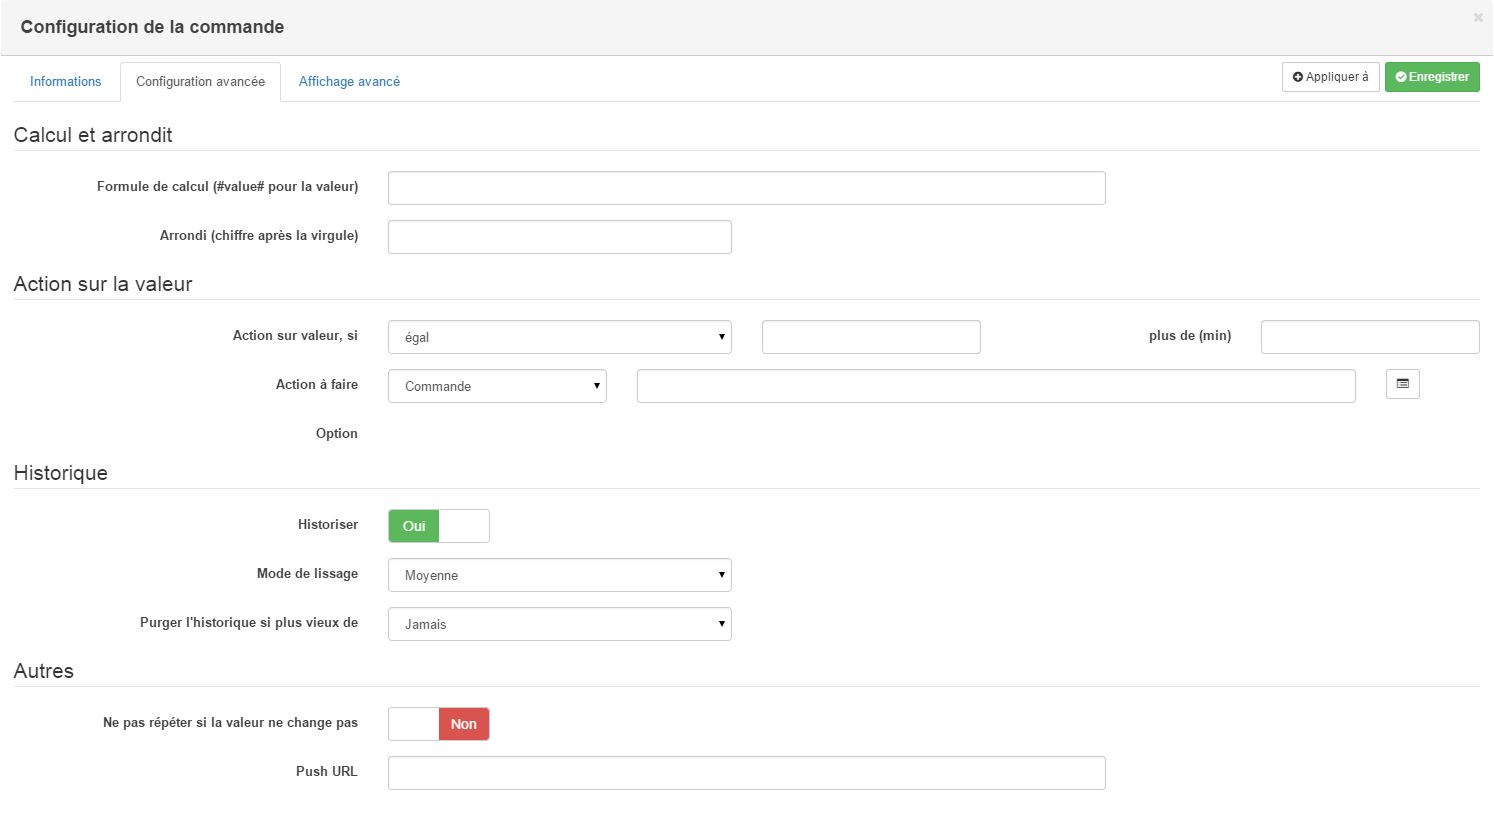 Configuration de la commande
Informations Configuration avancée Affichage avancé Appliquer à Enregistrer
Calcul et arrondit
Formule de calcul (#value# pour la valeur)
Arrondi (chiffre après la virgule)
Action sur la valeur
Action sur valeur, si égal plus de (min)
Action à faire Commande
Option
Historique
Historiser Oui
Mode de lissage Moyenne
Purger l'historique si plus vieux de Jamais
Autres
Ne pas répéter si la valeur ne change pas Non
Push URL